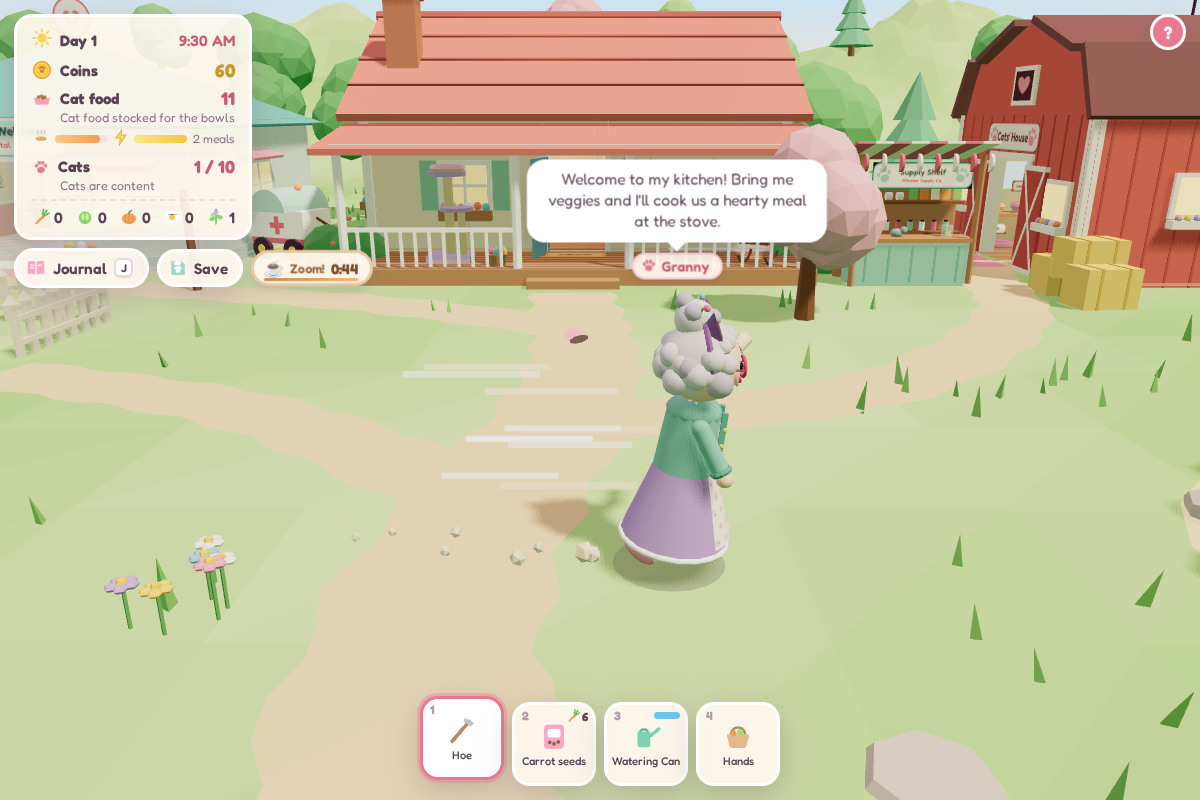 Day 1
9:30 AM
Coins
60
Cat food
11
Cat food stocked for the bowls
2 meals
Cats
1 / 10
Cats are content
0
0
0
0
1
Journal
J
Save
Zoom! 0:44
?
Cats' House
Supply Shelf
Whisker Supply Co.
Welcome to my kitchen! Bring me
veggies and I'll cook us a hearty meal
at the stove.
Granny
1
Hoe
2
6
Carrot seeds
3
Watering Can
4
Hands